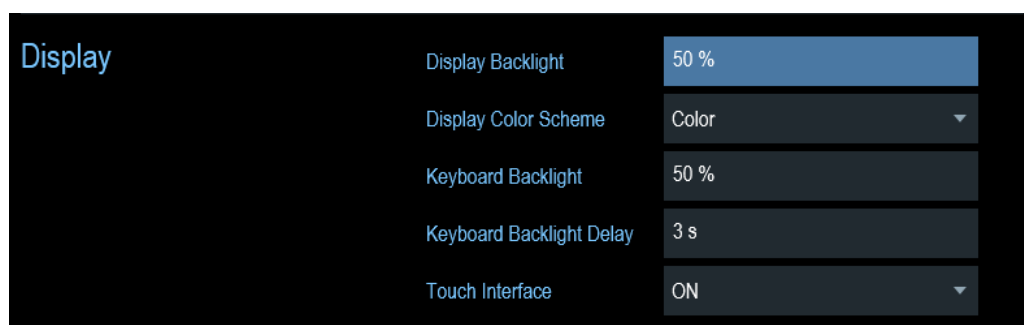 Display
Display Backlight 50 %
Display Color Scheme Color
Keyboard Backlight 50 %
Keyboard Backlight Delay 3 s
Touch Interface ON